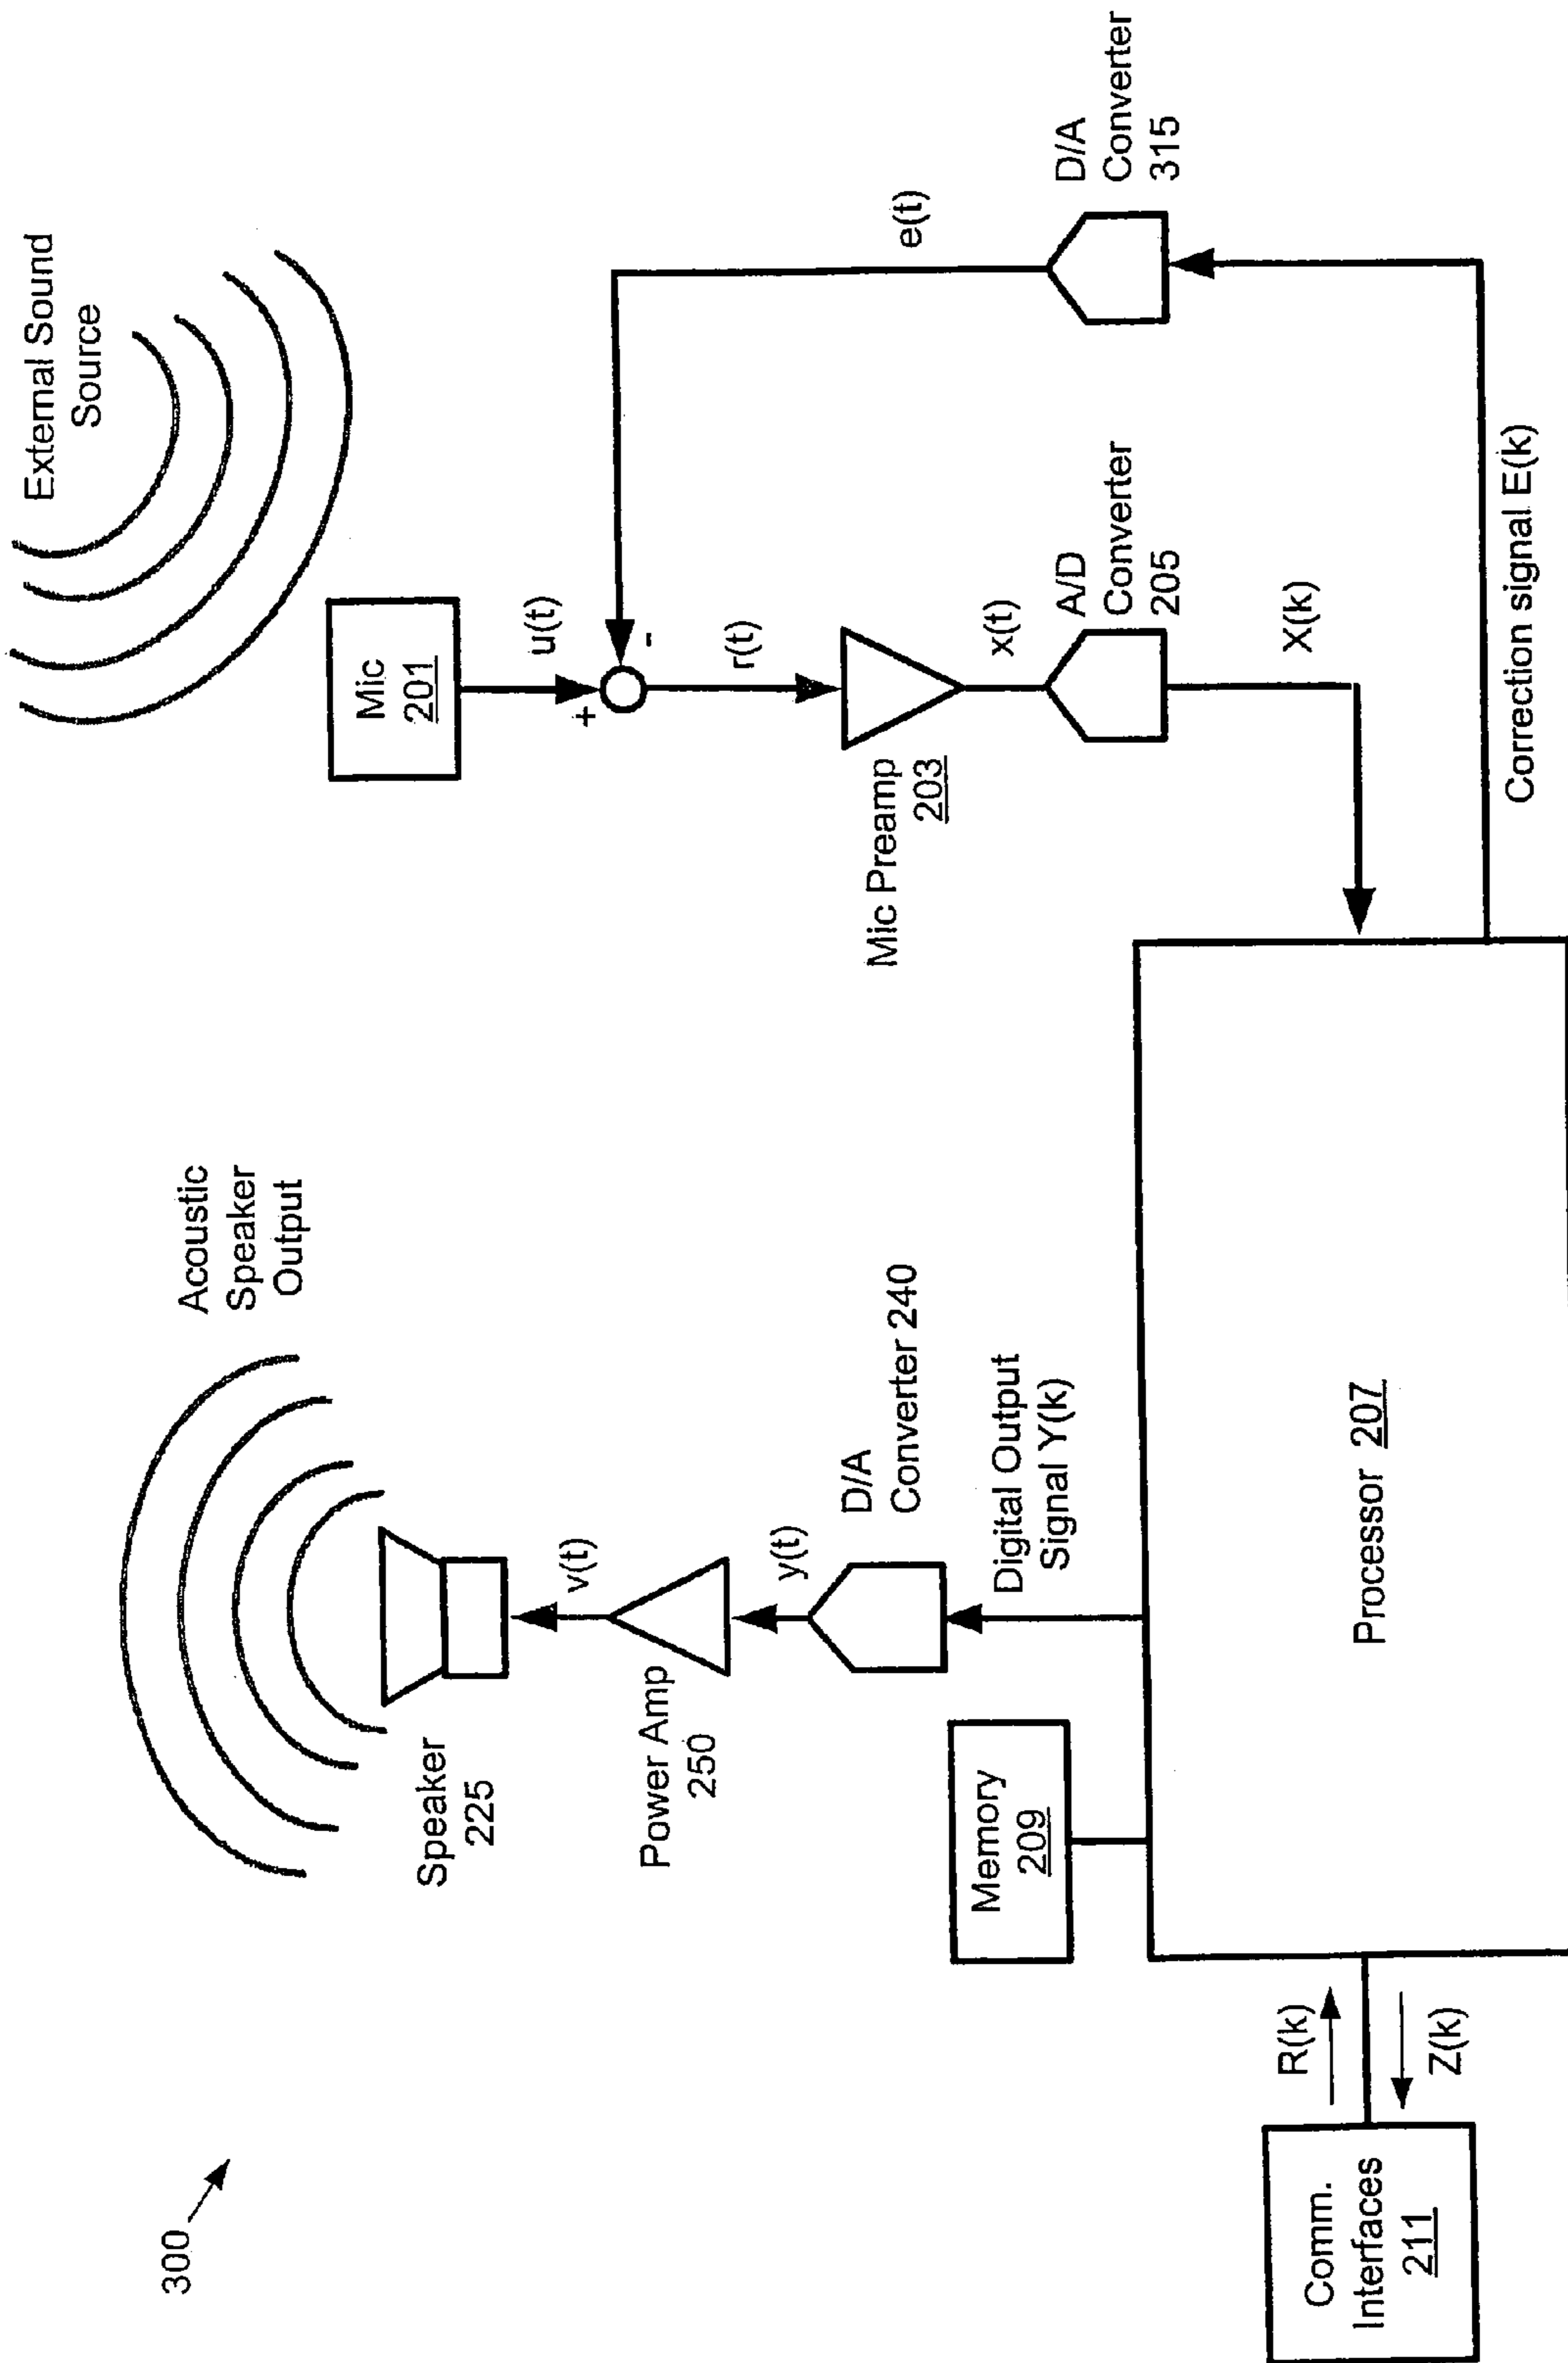 300
Acoustic
Speaker
Output
External Sound
Source
Speaker
225
v(t)
Power Amp
250
y(t)
D/A
Converter 240
Digital Output
Signal Y(k)
Memory
209
Mic
201
u(t)
+
-
r(t)
Mic Preamp
203
x(t)
A/D
Converter
205
X(k)
e(t)
D/A
Converter
315
Correction signal E(k)
Processor 207
R(k)
Z(k)
Comm.
Interfaces
211